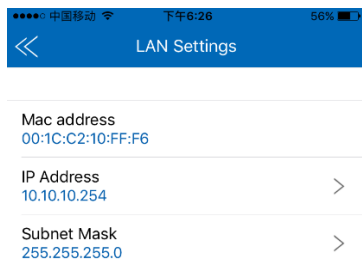 中国移动 下午6:26 56%
LAN Settings
Mac address
00:1C:C2:10:FF:F6
IP Address
10.10.10.254
Subnet Mask
255.255.255.0